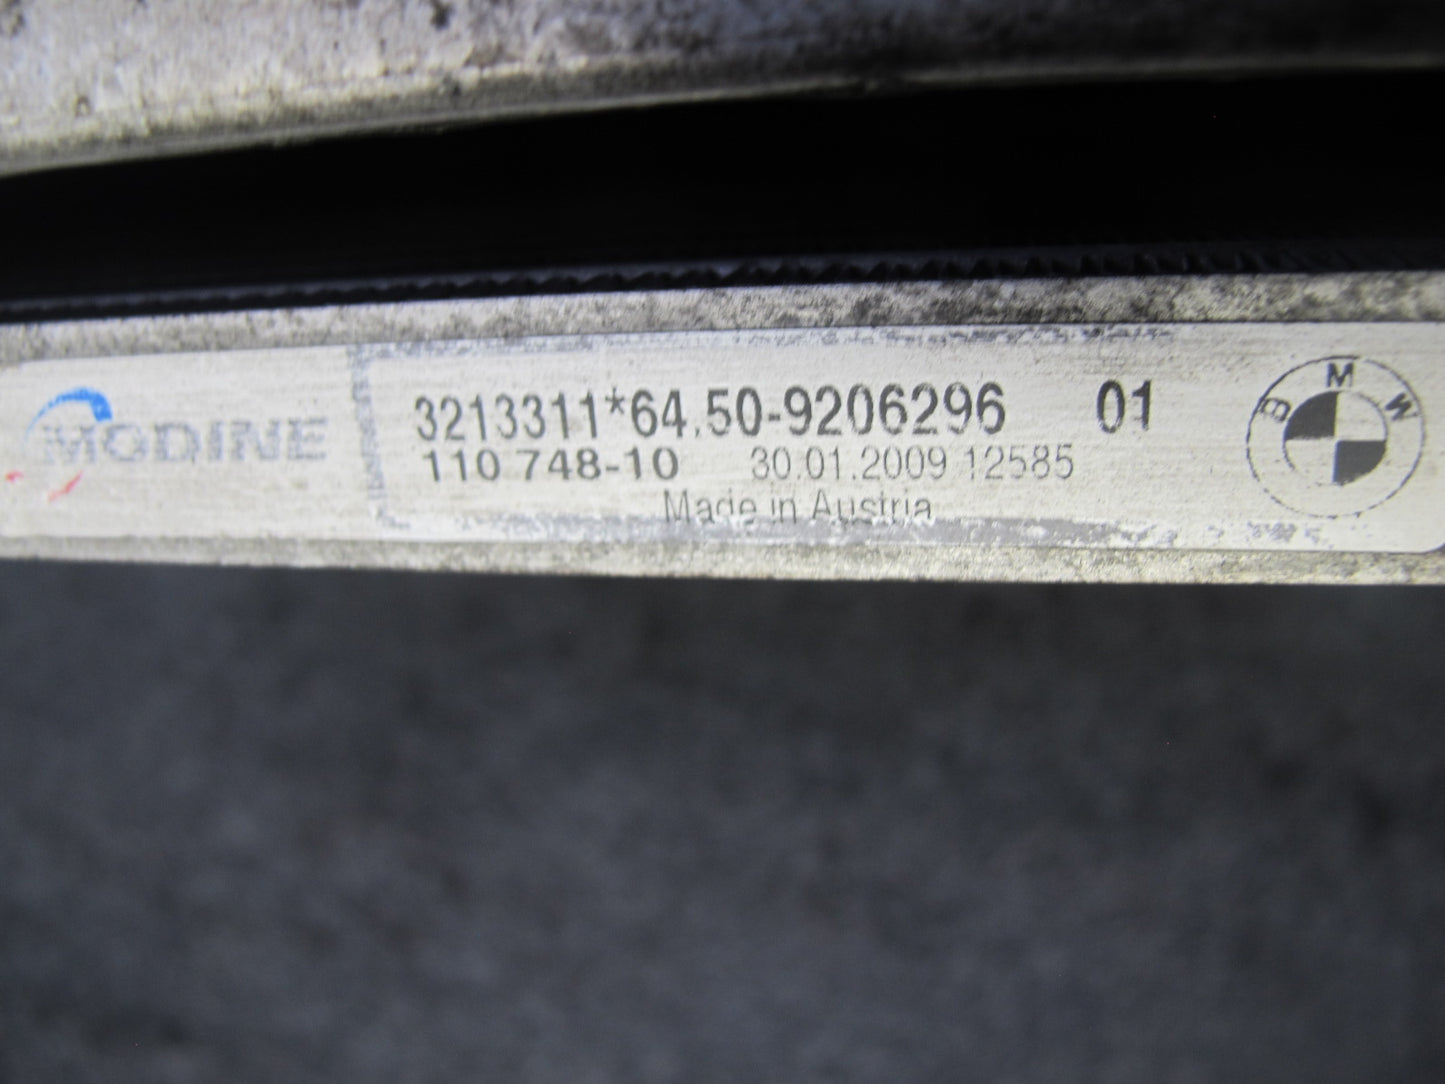 MODINE
3213311*64.50-9206296 01
110 748-10 30.01.2009 12585
Made in Austria
BMW